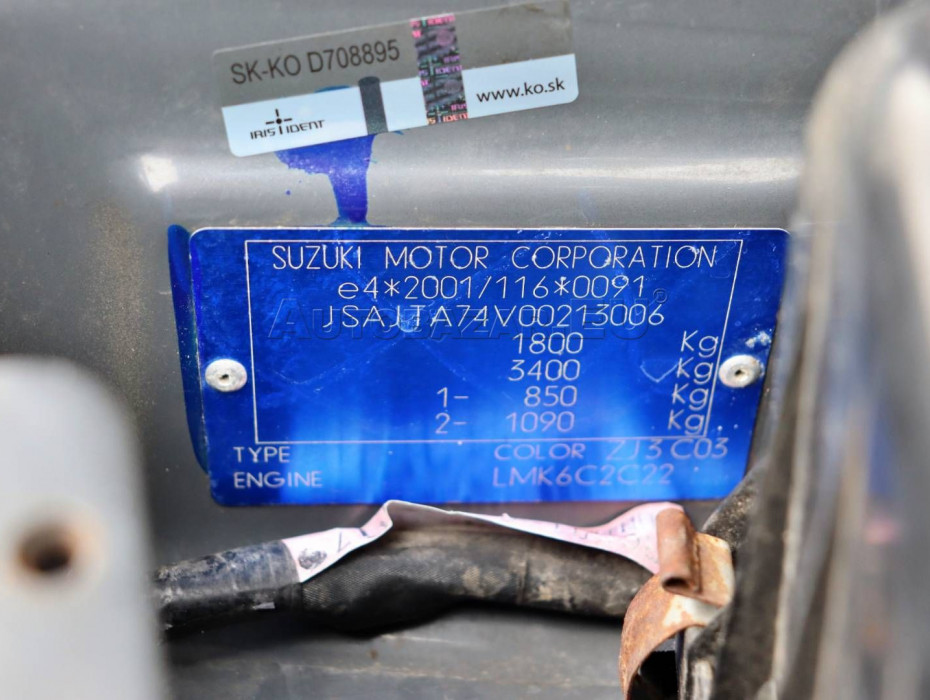 SK-KO D708895
IRIS IDENT
www.ko.sk
SUZUKI MOTOR CORPORATION
e4*2001/116*0091
JSAJTA74V00213006
1800 Kg
3400 Kg
1- 850 Kg
2- 1090 Kg
TYPE COLOR ZJ3 C03
ENGINE LMK6C2C22